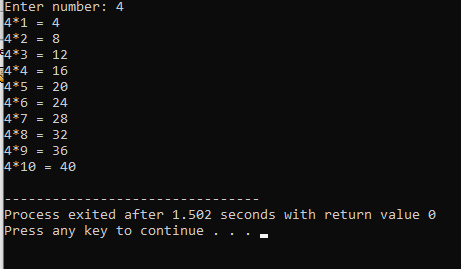 Enter number: 4
4*1 = 4
4*2 = 8
4*3 = 12
4*4 = 16
4*5 = 20
4*6 = 24
4*7 = 28
4*8 = 32
4*9 = 36
4*10 = 40
--------------------------------
Process exited after 1.502 seconds with return value 0
Press any key to continue . . .